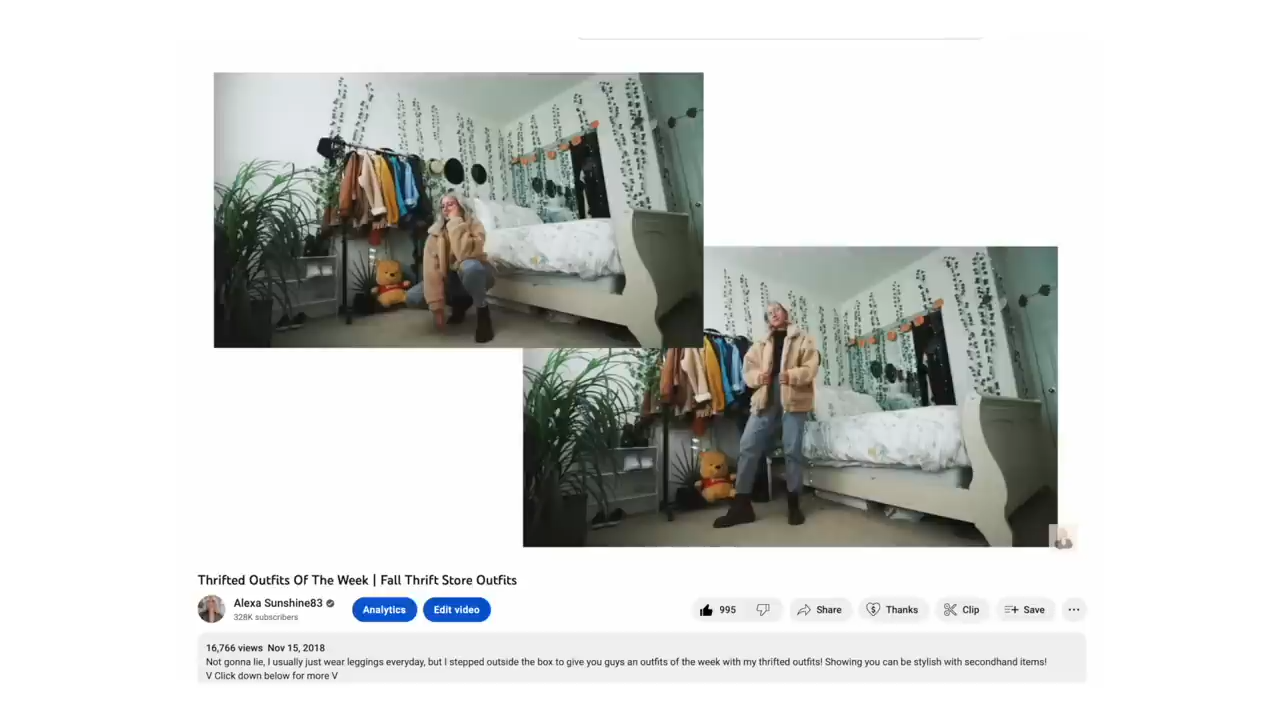 Thrifted Outfits Of The Week | Fall Thrift Store Outfits
Alexa Sunshine83
328K subscribers
Analytics
Edit video
995
Share
Thanks
Clip
Save
16,766 views Nov 15, 2018
Not gonna lie, I usually just wear leggings everyday, but I stepped outside the box to give you guys an outfits of the week with my thrifted outfits! Showing you can be stylish with secondhand items!
V Click down below for more V